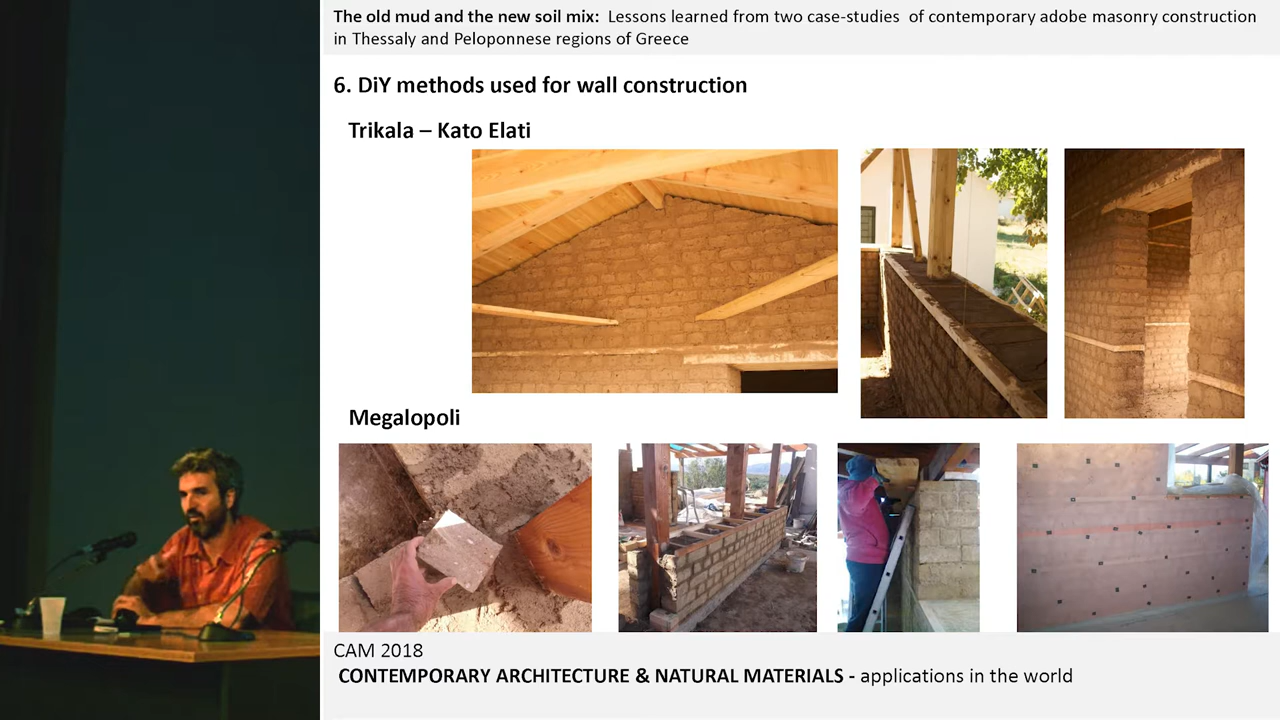 The old mud and the new soil mix: Lessons learned from two case-studies of contemporary adobe masonry construction
in Thessaly and Peloponnese regions of Greece
6. DiY methods used for wall construction
Trikala – Kato Elati
Megalopoli
CAM 2018
CONTEMPORARY ARCHITECTURE & NATURAL MATERIALS - applications in the world